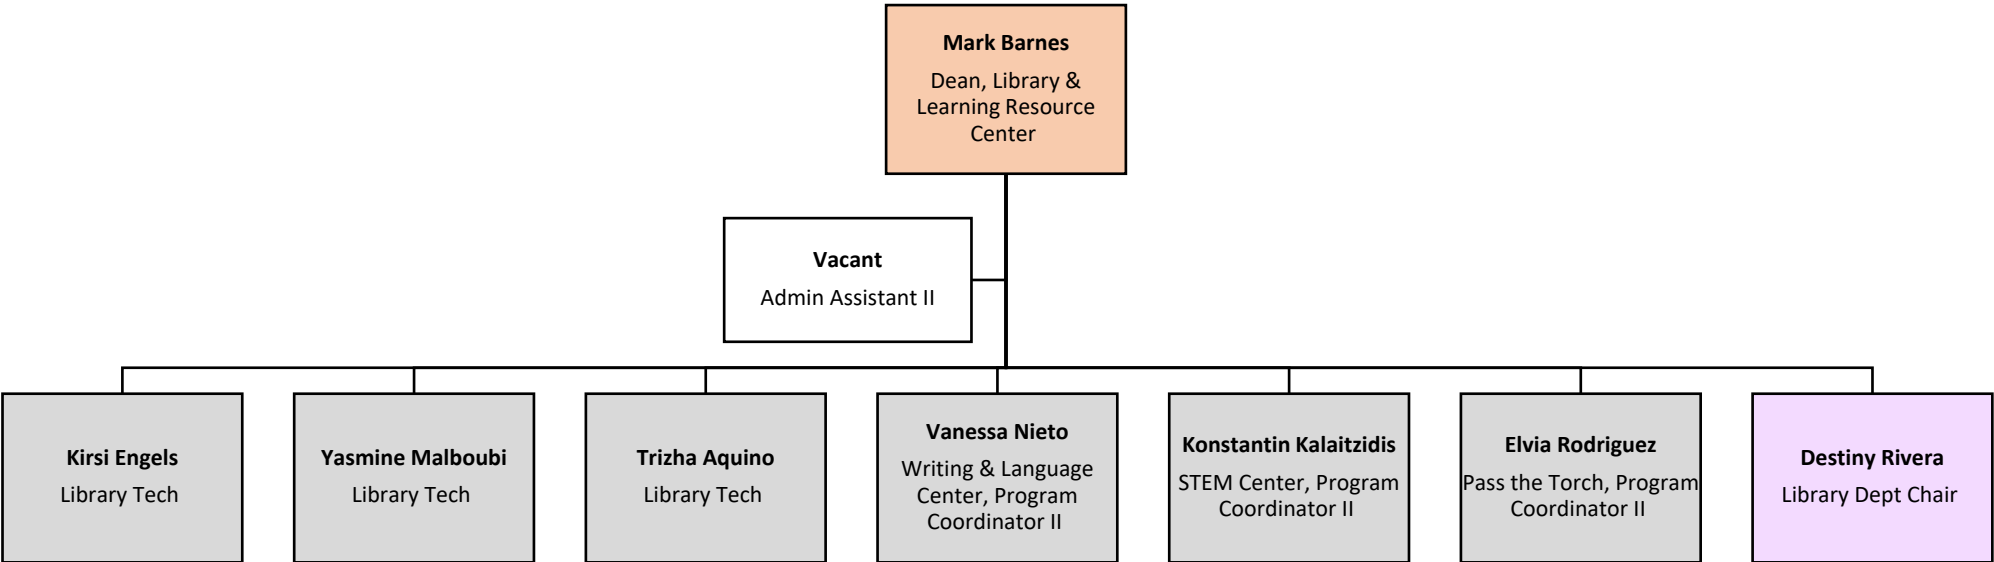 Mark Barnes
Dean, Library &
Learning Resource
Center
Vacant
Admin Assistant II
Kirsi Engels
Library Tech
Yasmine Malboubi
Library Tech
Trizha Aquino
Library Tech
Vanessa Nieto
Writing & Language
Center, Program
Coordinator II
Konstantin Kalaitzidis
STEM Center, Program
Coordinator II
Elvia Rodriguez
Pass the Torch, Program
Coordinator II
Destiny Rivera
Library Dept Chair